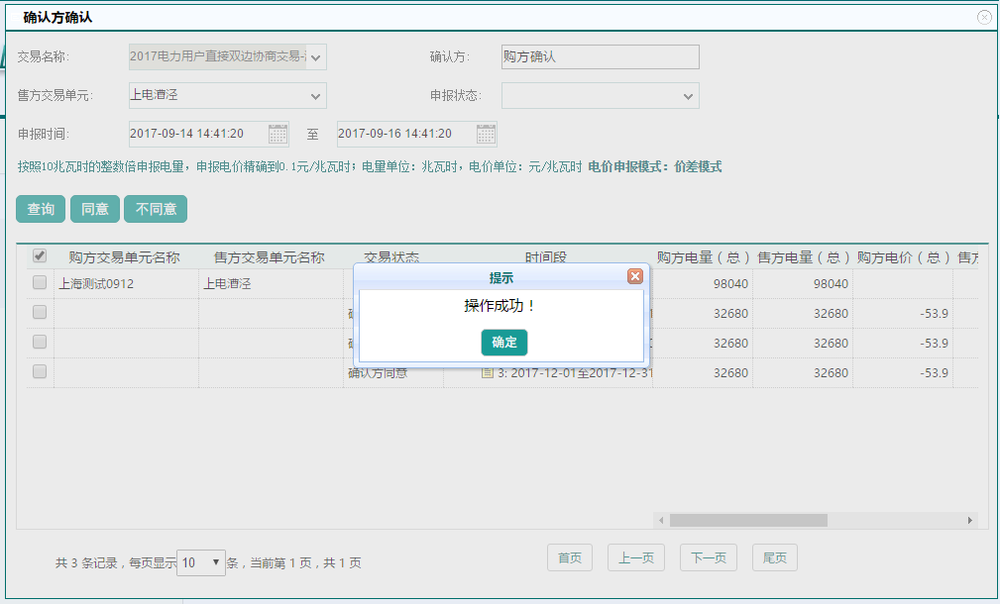 确认方确认
交易名称: 2017电力用户直接双边协商交易- 确认方: 购方确认
售方交易单元: 上电漕泾 申报状态:
申报时间: 2017-09-14 14:41:20 至 2017-09-16 14:41:20
按照10兆瓦时的整数倍申报电量，申报电价精确到0.1元/兆瓦时；电量单位：兆瓦时，电价单位：元/兆瓦时 电价申报模式：价差模式
查询 同意 不同意
购方交易单元名称 售方交易单元名称 交易状态 时间段 购方电量（总） 售方电量（总） 购方电价（总） 售方
提示
上海测试0912 上电漕泾 98040 98040
操作成功！
32680 32680 -53.9
确定
32680 32680 -53.9
确认方同意 3: 2017-12-01至2017-12-31 32680 32680 -53.9
共 3 条记录，每页显示 10 条，当前第 1 页，共 1 页 首页 上一页 下一页 尾页